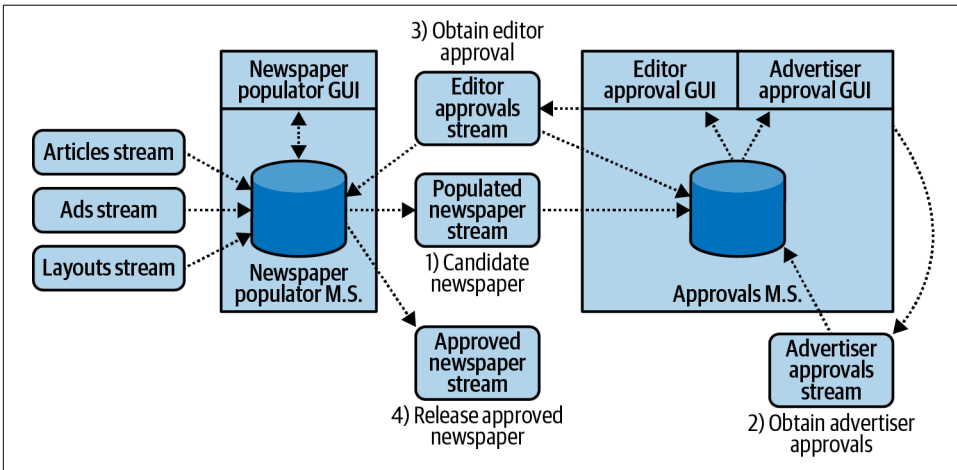 3) Obtain editor
approval
Newspaper
populator GUI
Editor
approvals
stream
Editor
approval GUI
Advertiser
approval GUI
Articles stream
Ads stream
Layouts stream
Populated
newspaper
stream
1) Candidate
newspaper
Newspaper
populator M.S.
Approvals M.S.
Approved
newspaper
stream
4) Release approved
newspaper
Advertiser
approvals
stream
2) Obtain advertiser
approvals